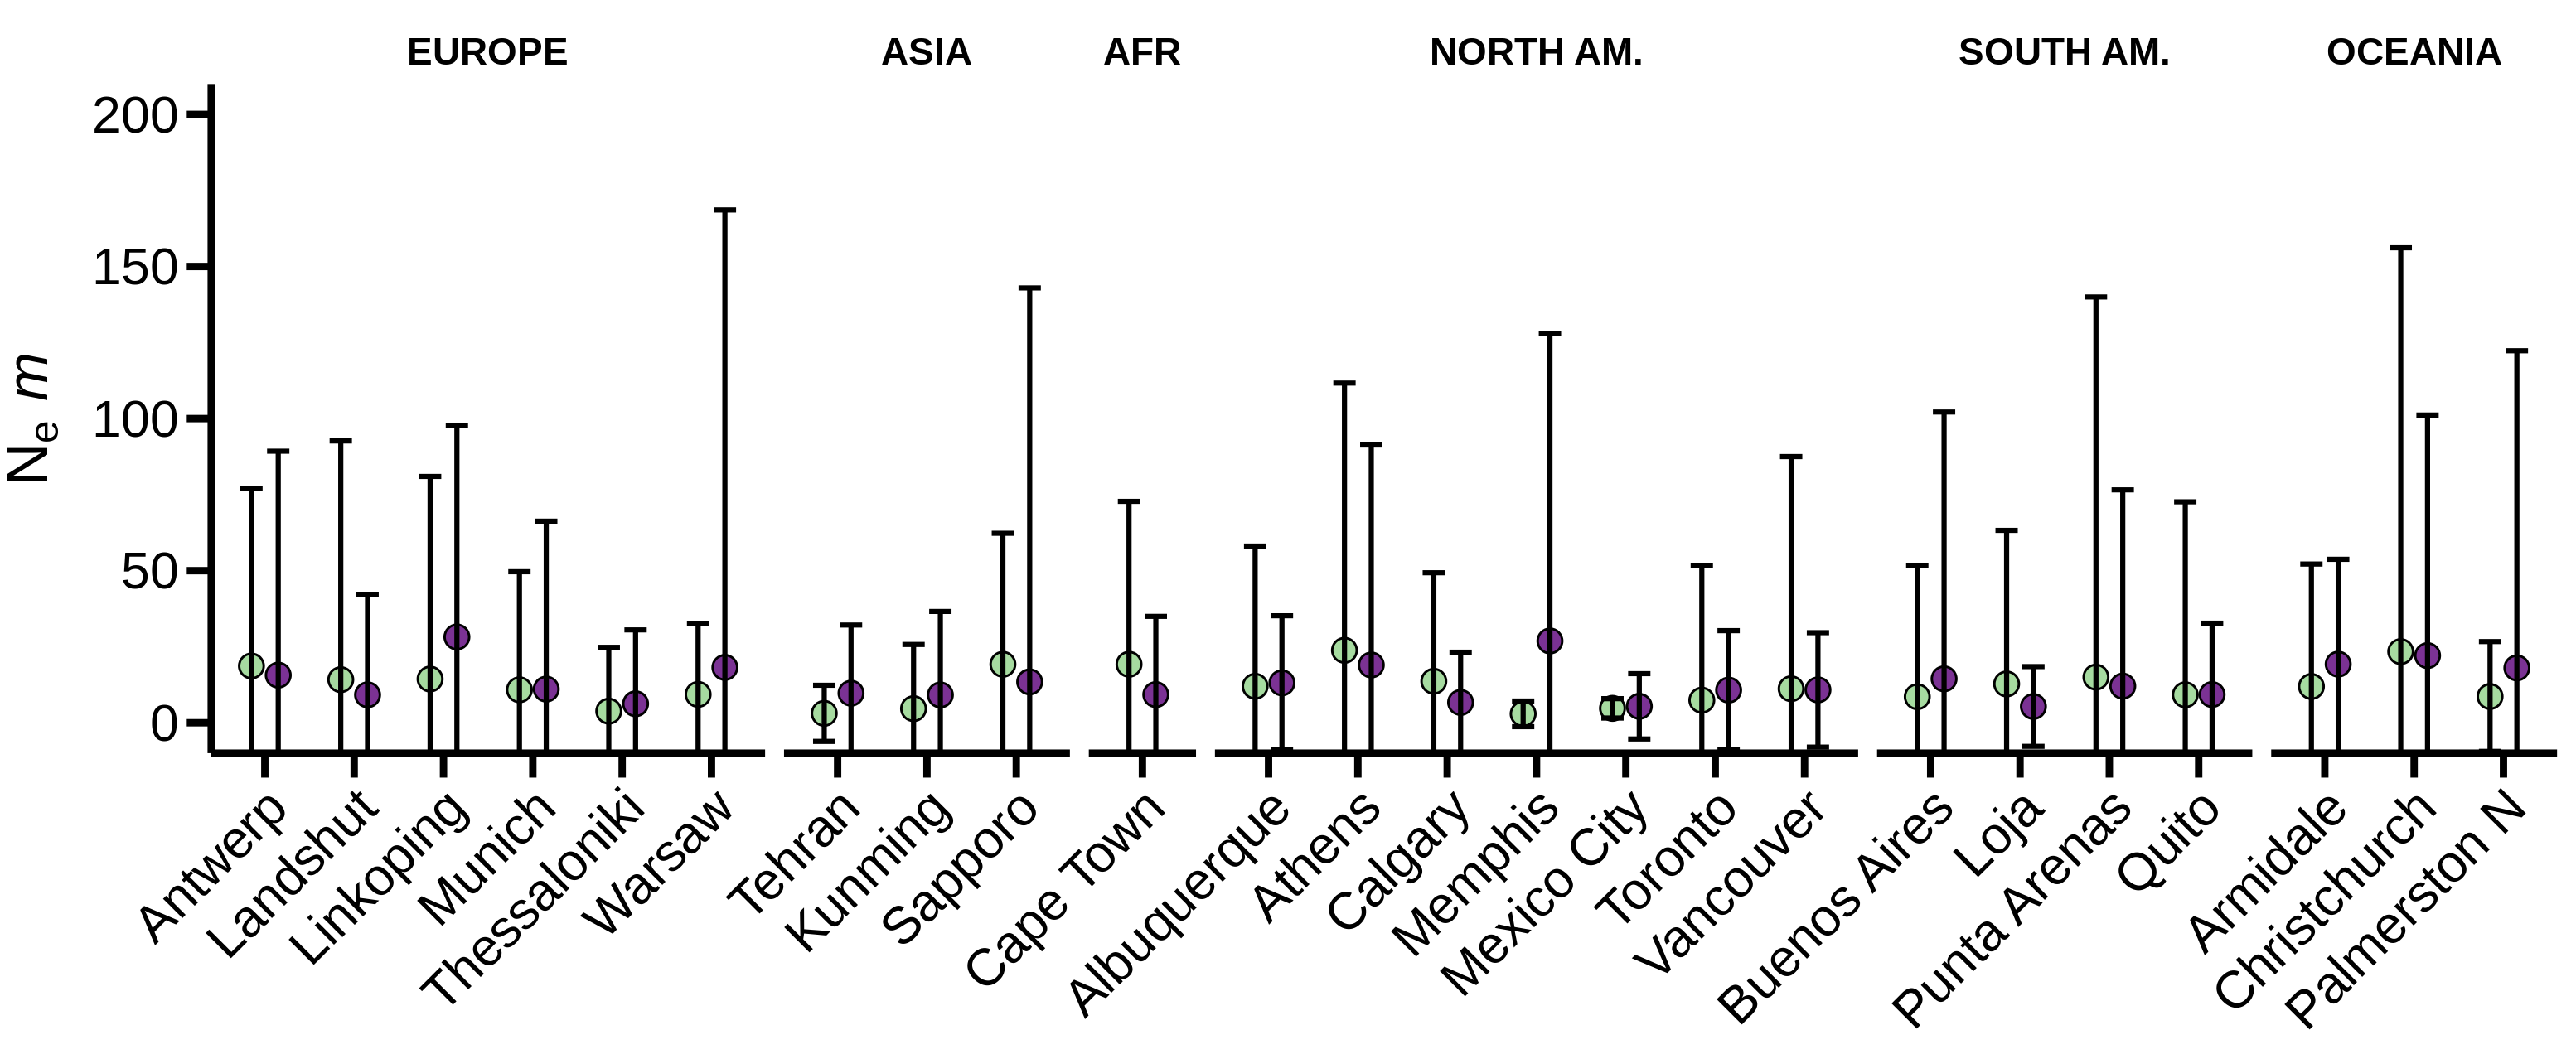 EUROPE ASIA AFR NORTH AM. SOUTH AM. OCEANIA
200
150
100
50
0
Ne m
Antwerp
Landshut
Linkoping
Munich
Thessaloniki
Warsaw
Tehran
Kunming
Sapporo
Cape Town
Albuquerque
Athens
Calgary
Memphis
Mexico City
Toronto
Vancouver
Buenos Aires
Loja
Punta Arenas
Quito
Armidale
Christchurch
Palmerston N